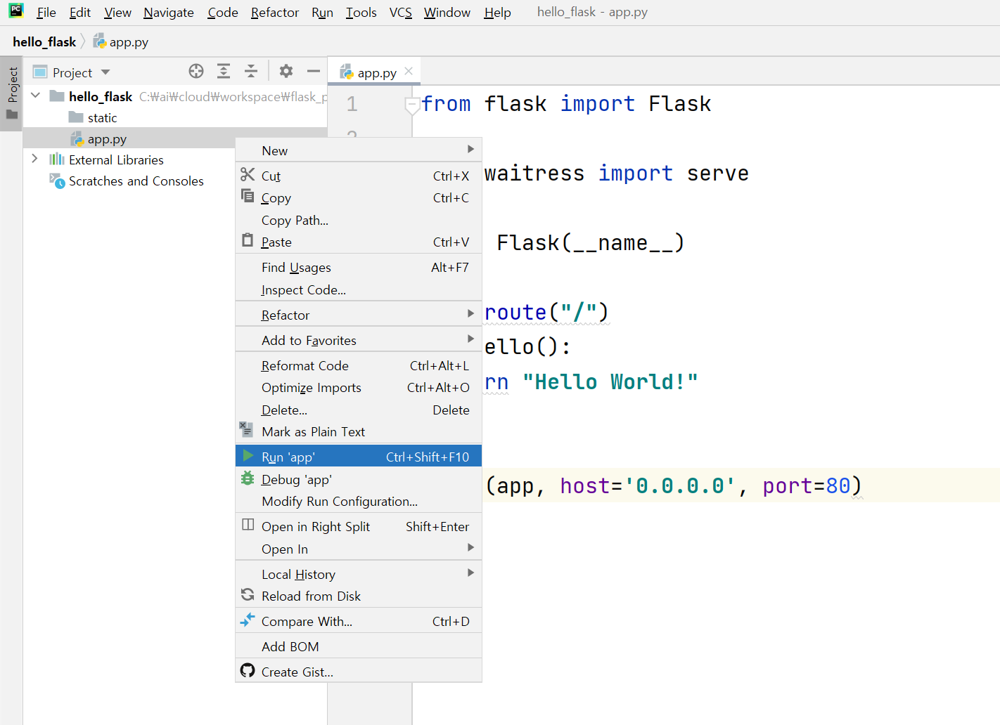 PC
File Edit View Navigate Code Refactor Run Tools VCS Window Help hello_flask - app.py
hello_flask app.py
Project
Project
app.py
hello_flask C:₩ai₩cloud₩workspace₩flask_p
static
app.py
External Libraries
Scratches and Consoles
1 from flask import Flask
waitress import serve
Flask(__name__)
route("/")
ello():
rn "Hello World!"
(app, host='0.0.0.0', port=80)
New
Cut Ctrl+X
Copy Ctrl+C
Copy Path...
Paste Ctrl+V
Find Usages Alt+F7
Inspect Code...
Refactor
Add to Favorites
Reformat Code Ctrl+Alt+L
Optimize Imports Ctrl+Alt+O
Delete... Delete
Mark as Plain Text
Run 'app' Ctrl+Shift+F10
Debug 'app'
Modify Run Configuration...
Open in Right Split Shift+Enter
Open In
Local History
Reload from Disk
Compare With... Ctrl+D
Add BOM
Create Gist...